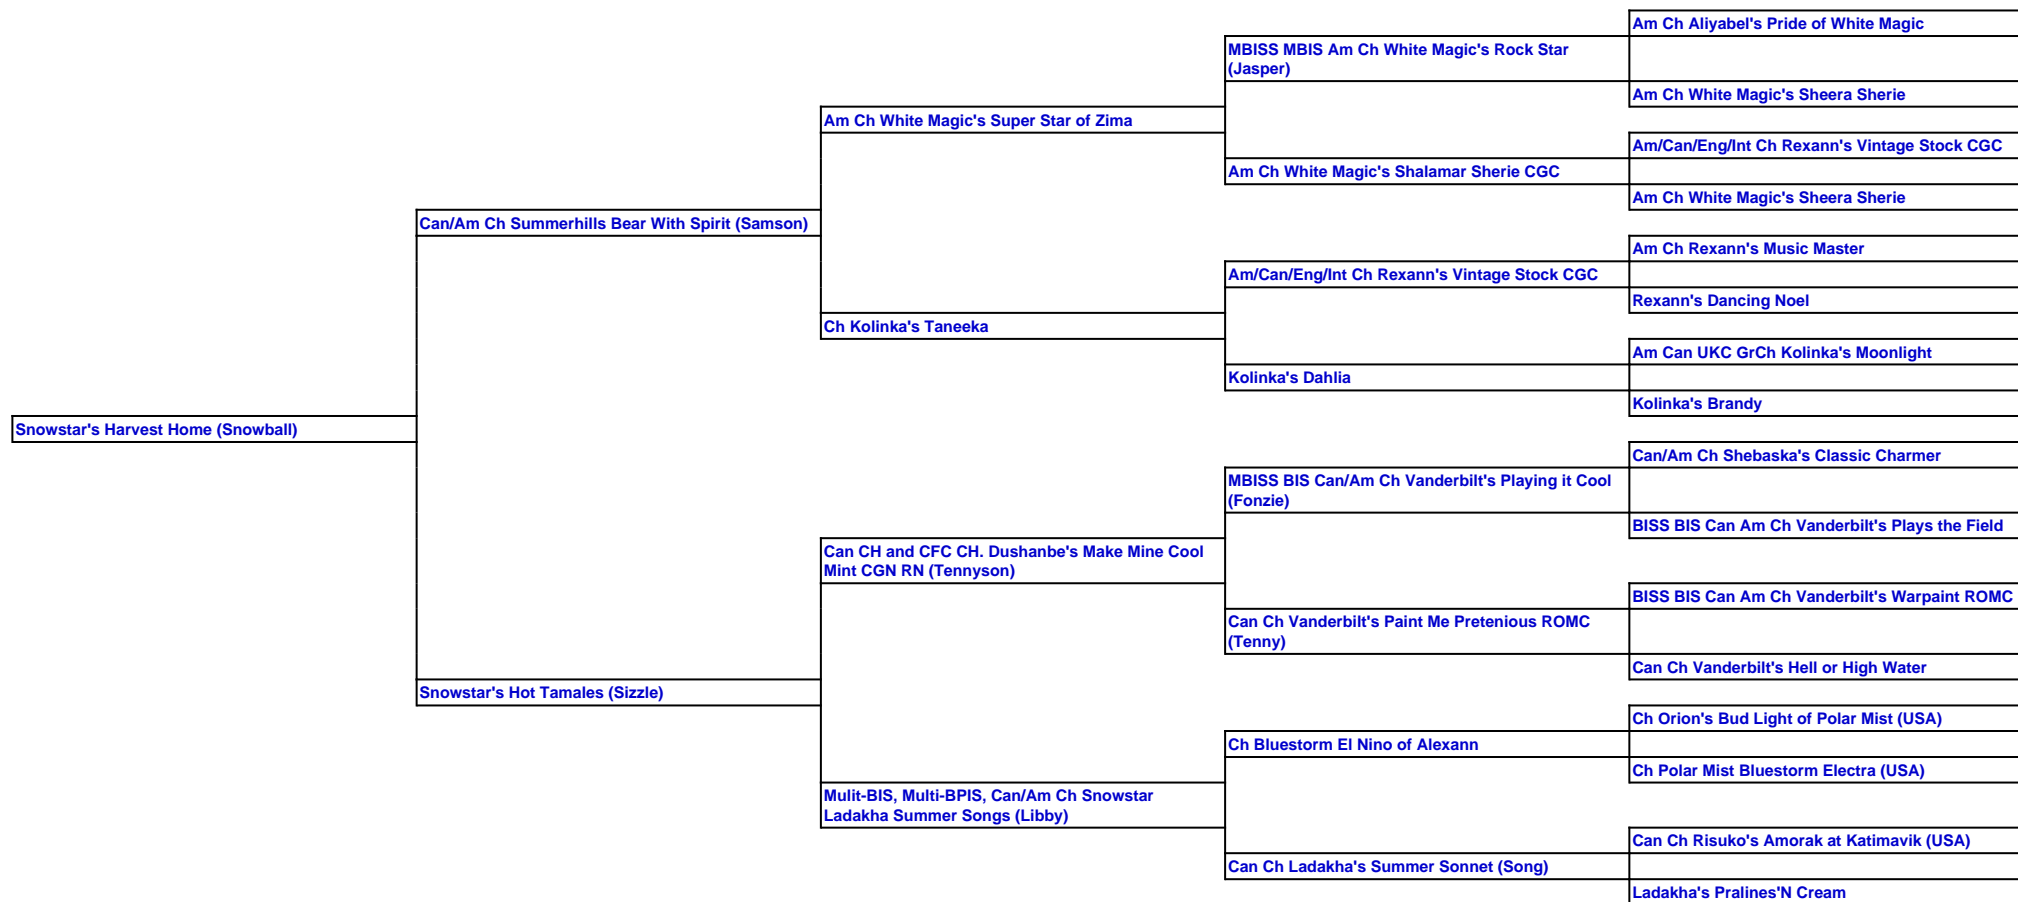 Am Ch Aliyabel's Pride of White Magic
MBISS MBIS Am Ch White Magic's Rock Star
(Jasper)
Am Ch White Magic's Sheera Sherie
Am Ch White Magic's Super Star of Zima
Am/Can/Eng/Int Ch Rexann's Vintage Stock CGC
Am Ch White Magic's Shalamar Sherie CGC
Am Ch White Magic's Sheera Sherie
Can/Am Ch Summerhills Bear With Spirit (Samson)
Am Ch Rexann's Music Master
Am/Can/Eng/Int Ch Rexann's Vintage Stock CGC
Rexann's Dancing Noel
Ch Kolinka's Taneeka
Am Can UKC GrCh Kolinka's Moonlight
Kolinka's Dahlia
Kolinka's Brandy
Snowstar's Harvest Home (Snowball)
Can/Am Ch Shebaska's Classic Charmer
MBISS BIS Can/Am Ch Vanderbilt's Playing it Cool
(Fonzie)
BISS BIS Can Am Ch Vanderbilt's Plays the Field
Can CH and CFC CH. Dushanbe's Make Mine Cool
Mint CGN RN (Tennyson)
BISS BIS Can Am Ch Vanderbilt's Warpaint ROMC
Can Ch Vanderbilt's Paint Me Pretenious ROMC
(Tenny)
Can Ch Vanderbilt's Hell or High Water
Snowstar's Hot Tamales (Sizzle)
Ch Orion's Bud Light of Polar Mist (USA)
Ch Bluestorm El Nino of Alexann
Ch Polar Mist Bluestorm Electra (USA)
Mulit-BIS, Multi-BPIS, Can/Am Ch Snowstar
Ladakha Summer Songs (Libby)
Can Ch Risuko's Amorak at Katimavik (USA)
Can Ch Ladakha's Summer Sonnet (Song)
Ladakha's Pralines'N Cream